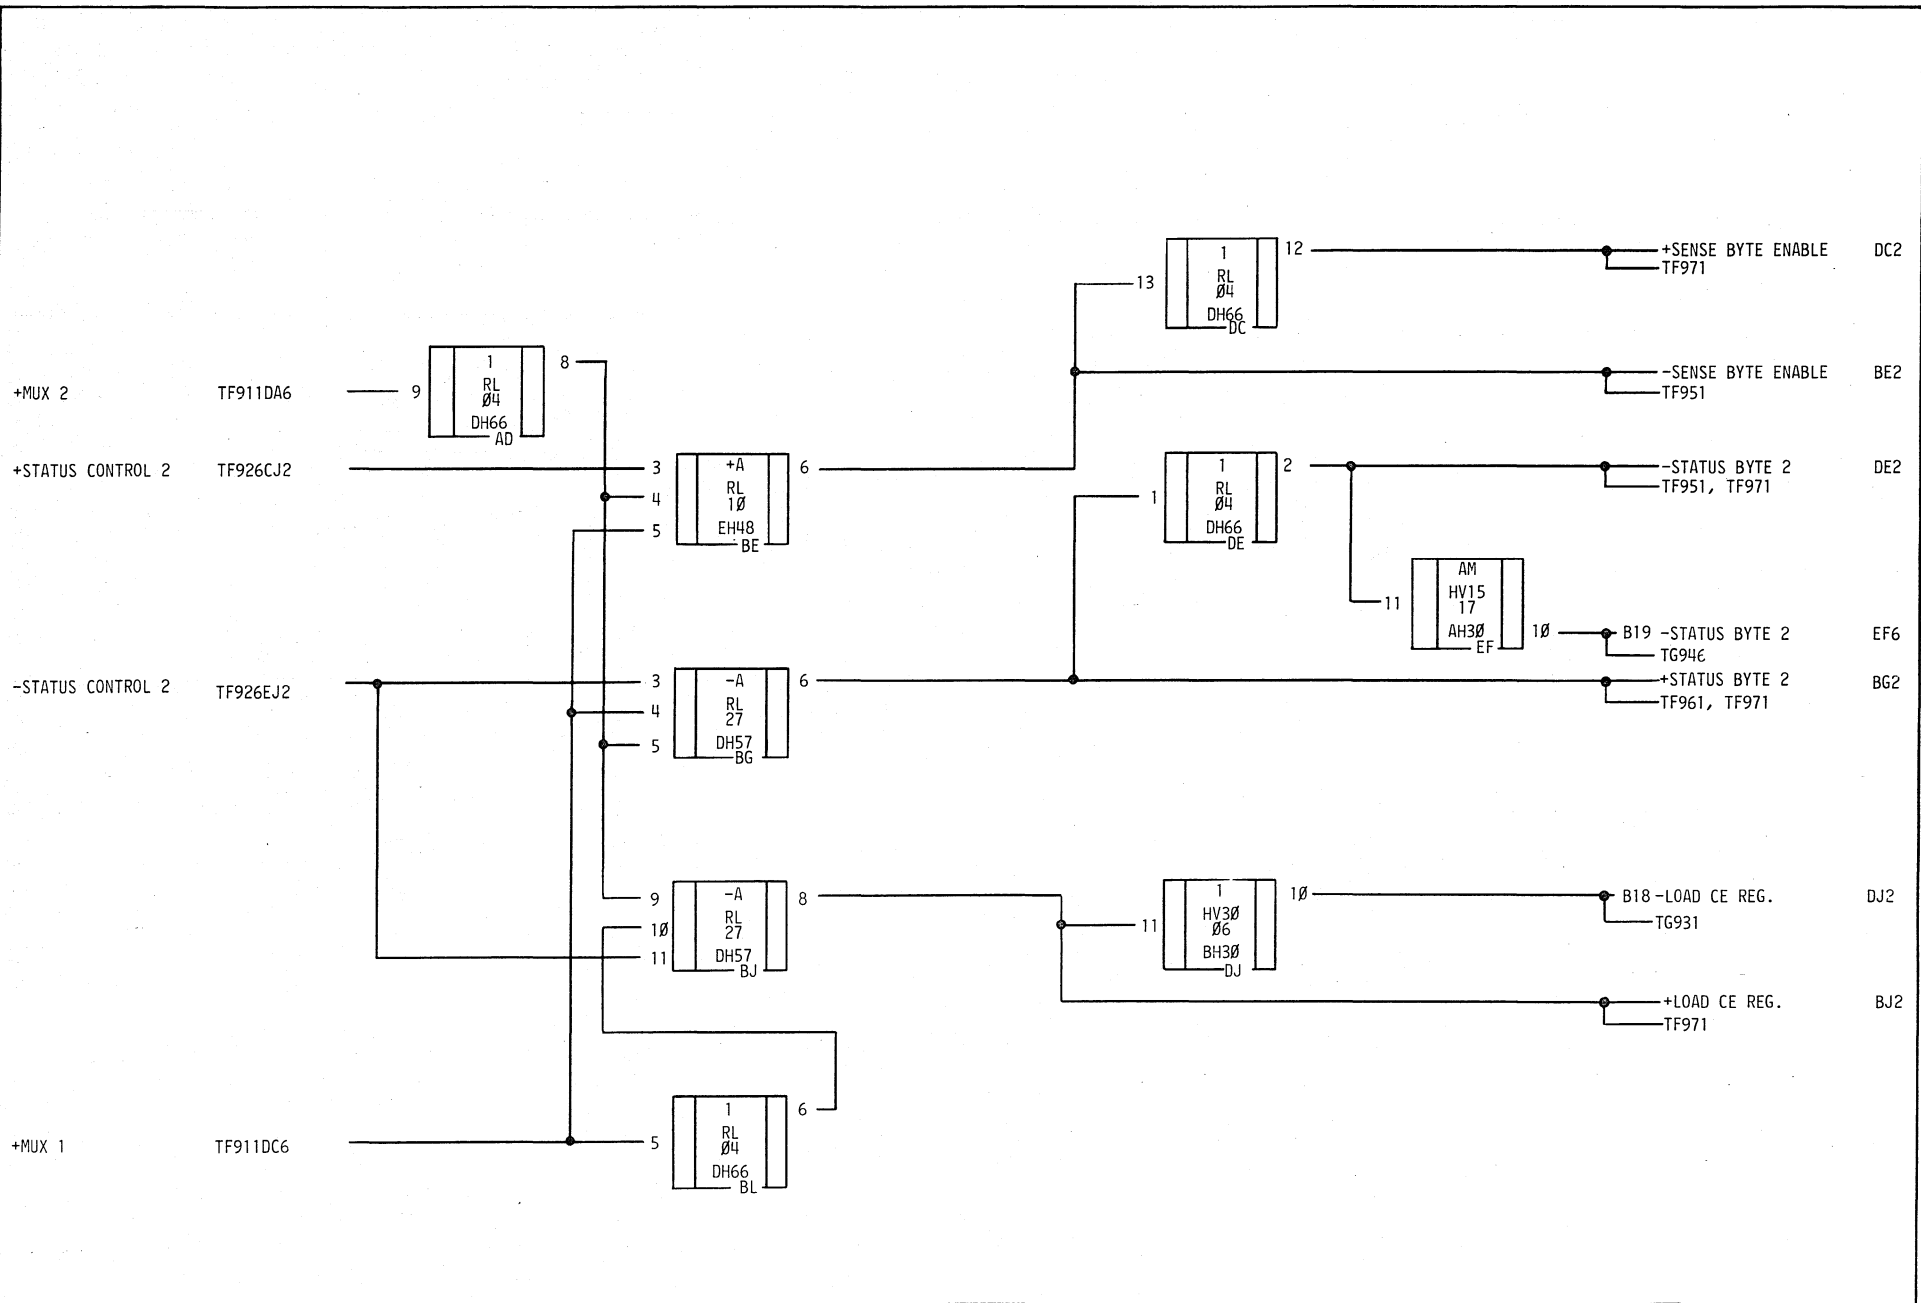 12
+SENSE BYTE ENABLE DC2
TF971
13
1
RL
Ø4
DH66
DC
-SENSE BYTE ENABLE BE2
TF951
+MUX 2 TF911DA6 9
1
RL
Ø4
DH66
AD
8
+STATUS CONTROL 2 TF926CJ2
3
4
5
+A
RL
1Ø
EH48
BE
6
1
1
RL
Ø4
DH66
DE
2
-STATUS BYTE 2 DE2
TF951, TF971
11
AM
HV15
17
AH3Ø
EF
1Ø
B19 -STATUS BYTE 2 EF6
TG946
-STATUS CONTROL 2 TF926EJ2
3
4
5
-A
RL
27
DH57
BG
6
+STATUS BYTE 2 BG2
TF961, TF971
9
1Ø
11
-A
RL
27
DH57
BJ
8
11
1
HV3Ø
Ø6
BH3Ø
DJ
1Ø
B18 -LOAD CE REG. DJ2
TG931
+LOAD CE REG. BJ2
TF971
+MUX 1 TF911DC6
5
1
RL
Ø4
DH66
BL
6